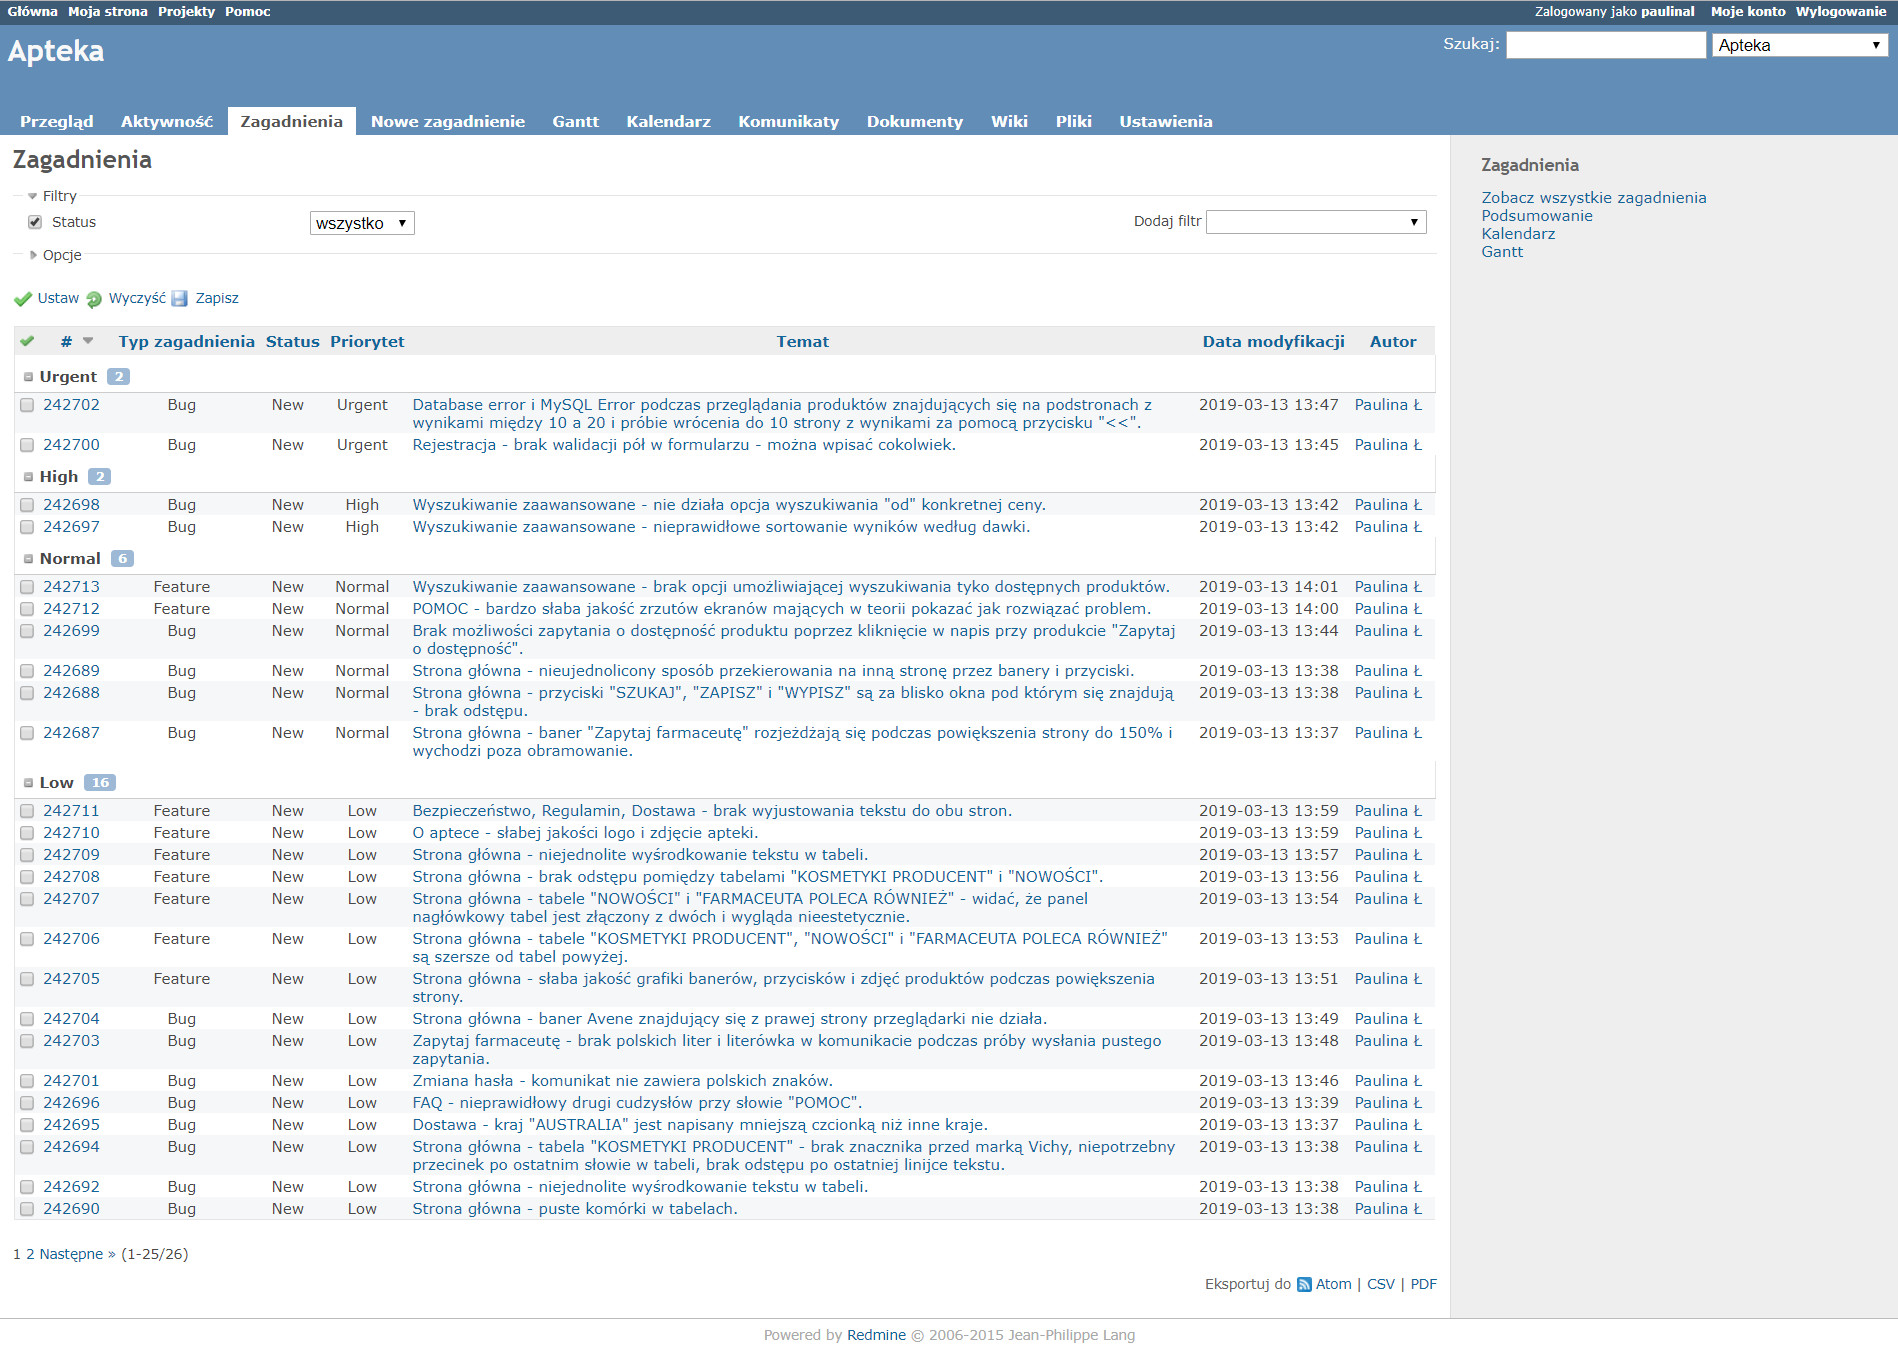 Główna Moja strona Projekty Pomoc Zalogowany jako paulinal Moje konto Wylogowanie
Apteka Szukaj: Apteka
Przegląd Aktywność Zagadnienia Nowe zagadnienie Gantt Kalendarz Komunikaty Dokumenty Wiki Pliki Ustawienia
Zagadnienia
Filtry
Status wszystko Dodaj filtr
Opcje
Ustaw Wyczyść Zapisz
# Typ zagadnienia Status Priorytet Temat Data modyfikacji Autor
Urgent 2
242702 Bug New Urgent Database error i MySQL Error podczas przeglądania produktów znajdujących się na podstronach z 2019-03-13 13:47 Paulina Ł
wynikami między 10 a 20 i próbie wrócenia do 10 strony z wynikami za pomocą przycisku "<<".
242700 Bug New Urgent Rejestracja - brak walidacji pół w formularzu - można wpisać cokolwiek. 2019-03-13 13:45 Paulina Ł
High 2
242698 Bug New High Wyszukiwanie zaawansowane - nie działa opcja wyszukiwania "od" konkretnej ceny. 2019-03-13 13:42 Paulina Ł
242697 Bug New High Wyszukiwanie zaawansowane - nieprawidłowe sortowanie wyników według dawki. 2019-03-13 13:42 Paulina Ł
Normal 6
242713 Feature New Normal Wyszukiwanie zaawansowane - brak opcji umożliwiającej wyszukiwania tyko dostępnych produktów. 2019-03-13 14:01 Paulina Ł
242712 Feature New Normal POMOC - bardzo słaba jakość zrzutów ekranów mających w teorii pokazać jak rozwiązać problem. 2019-03-13 14:00 Paulina Ł
242699 Bug New Normal Brak możliwości zapytania o dostępność produktu poprzez kliknięcie w napis przy produkcie "Zapytaj 2019-03-13 13:44 Paulina Ł
o dostępność".
242689 Bug New Normal Strona główna - nieujednolicony sposób przekierowania na inną stronę przez banery i przyciski. 2019-03-13 13:38 Paulina Ł
242688 Bug New Normal Strona główna - przyciski "SZUKAJ", "ZAPISZ" i "WYPISZ" są za blisko okna pod którym się znajdują 2019-03-13 13:38 Paulina Ł
- brak odstępu.
242687 Bug New Normal Strona główna - baner "Zapytaj farmaceutę" rozjeżdżają się podczas powiększenia strony do 150% i 2019-03-13 13:37 Paulina Ł
wychodzi poza obramowanie.
Low 16
242711 Feature New Low Bezpieczeństwo, Regulamin, Dostawa - brak wyjustowania tekstu do obu stron. 2019-03-13 13:59 Paulina Ł
242710 Feature New Low O aptece - słabej jakości logo i zdjęcie apteki. 2019-03-13 13:59 Paulina Ł
242709 Feature New Low Strona główna - niejednolite wyśrodkowanie tekstu w tabeli. 2019-03-13 13:57 Paulina Ł
242708 Feature New Low Strona główna - brak odstępu pomiędzy tabelami "KOSMETYKI PRODUCENT" i "NOWOŚCI". 2019-03-13 13:56 Paulina Ł
242707 Feature New Low Strona główna - tabele "NOWOŚCI" i "FARMACEUTA POLECA RÓWNIEŻ" - widać, że panel 2019-03-13 13:54 Paulina Ł
nagłówkowy tabel jest złączony z dwóch i wygląda nieestetycznie.
242706 Feature New Low Strona główna - tabele "KOSMETYKI PRODUCENT", "NOWOŚCI" i "FARMACEUTA POLECA RÓWNIEŻ" 2019-03-13 13:53 Paulina Ł
są szersze od tabel powyżej.
242705 Feature New Low Strona główna - słaba jakość grafiki banerów, przycisków i zdjęć produktów podczas powiększenia 2019-03-13 13:51 Paulina Ł
strony.
242704 Bug New Low Strona główna - baner Avene znajdujący się z prawej strony przeglądarki nie działa. 2019-03-13 13:49 Paulina Ł
242703 Bug New Low Zapytaj farmaceutę - brak polskich liter i literówka w komunikacie podczas próby wysłania pustego 2019-03-13 13:48 Paulina Ł
zapytania.
242701 Bug New Low Zmiana hasła - komunikat nie zawiera polskich znaków. 2019-03-13 13:46 Paulina Ł
242696 Bug New Low FAQ - nieprawidłowy drugi cudzysłów przy słowie "POMOC". 2019-03-13 13:39 Paulina Ł
242695 Bug New Low Dostawa - kraj "AUSTRALIA" jest napisany mniejszą czcionką niż inne kraje. 2019-03-13 13:37 Paulina Ł
242694 Bug New Low Strona główna - tabela "KOSMETYKI PRODUCENT" - brak znacznika przed marką Vichy, niepotrzebny 2019-03-13 13:38 Paulina Ł
przecinek po ostatnim słowie w tabeli, brak odstępu po ostatniej linijce tekstu.
242692 Bug New Low Strona główna - niejednolite wyśrodkowanie tekstu w tabeli. 2019-03-13 13:38 Paulina Ł
242690 Bug New Low Strona główna - puste komórki w tabelach. 2019-03-13 13:38 Paulina Ł
1 2 Następne » (1-25/26)
Eksportuj do Atom | CSV | PDF
Zagadnienia
Zobacz wszystkie zagadnienia
Podsumowanie
Kalendarz
Gantt
Powered by Redmine © 2006-2015 Jean-Philippe Lang